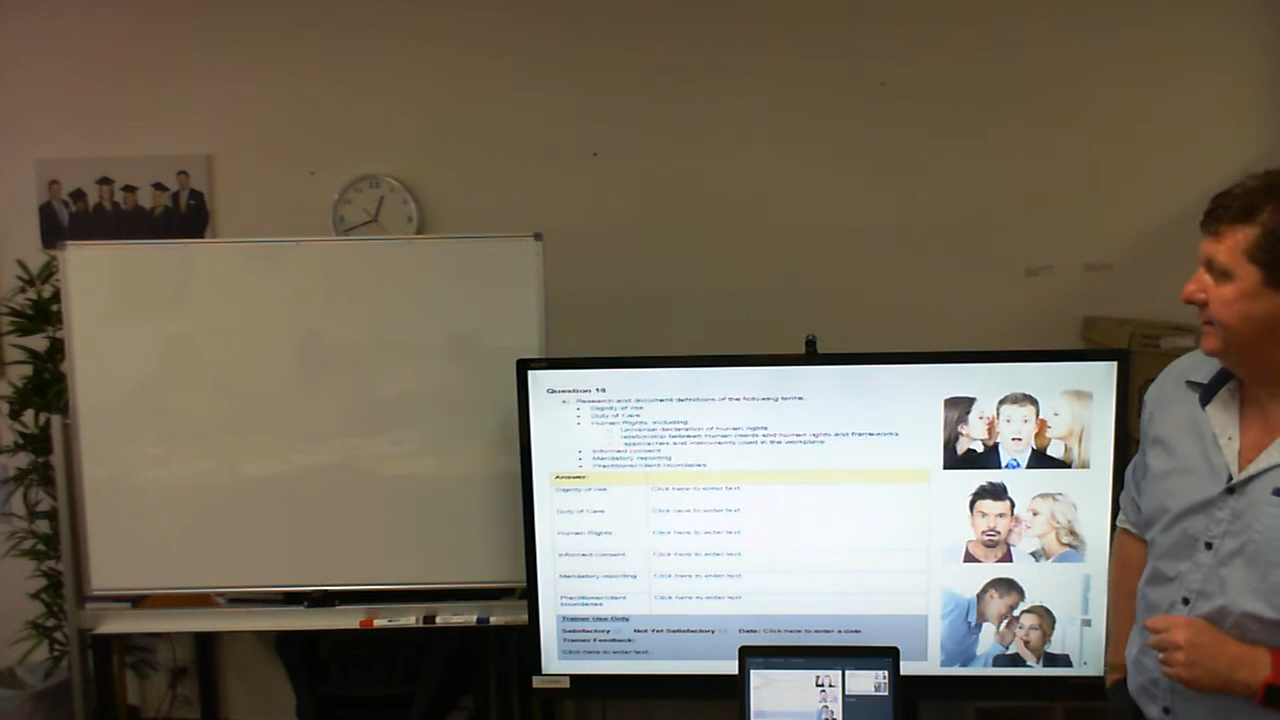 Question 18
a) Research and document definitions of the following terms:
• Dignity of risk
• Duty of Care
• Human Rights, including:
universal declaration of human rights
relationship between human needs and human rights and frameworks
approaches and instruments used in the workplace
• Informed consent
• Mandatory reporting
• Practitioner/client boundaries
Answer:
Dignity of risk Click here to enter text.
Duty of Care Click here to enter text.
Human Rights Click here to enter text.
Informed consent Click here to enter text.
Mandatory reporting Click here to enter text.
Practitioner/client boundaries Click here to enter text.
Trainer Use Only
Satisfactory Not Yet Satisfactory Date: Click here to enter a date.
Trainer Feedback:
Click here to enter text.